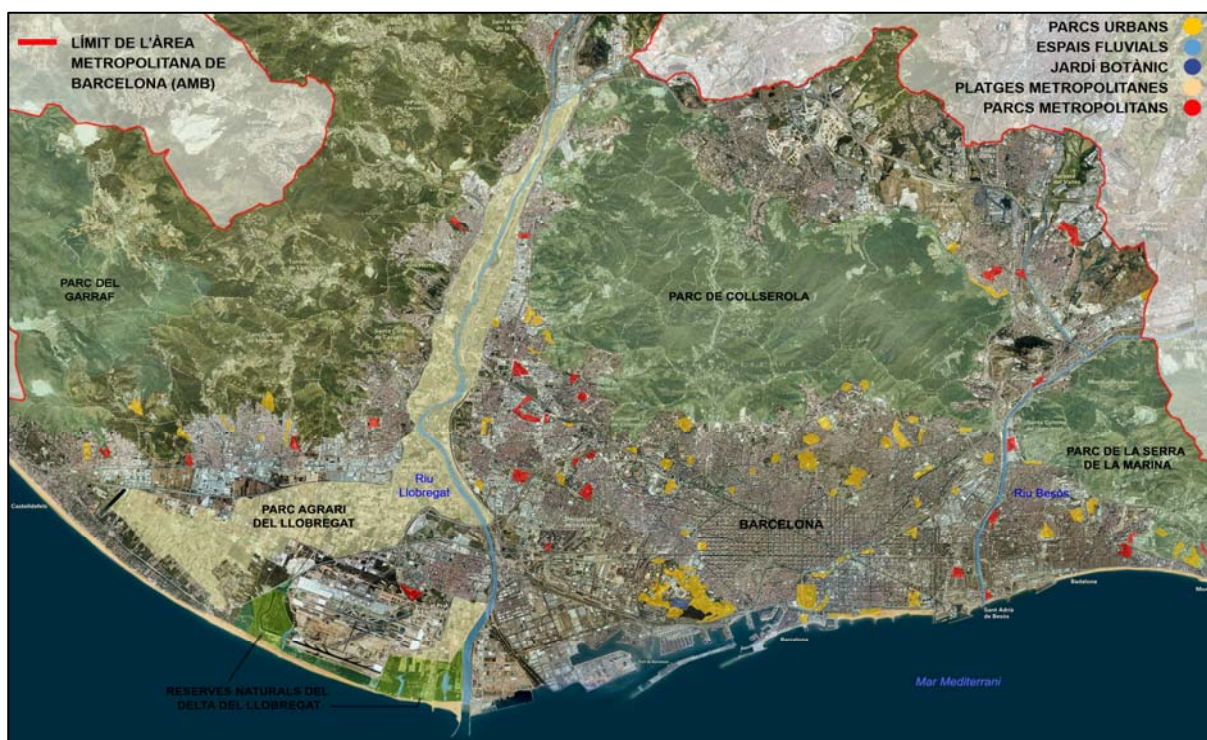 LÍMIT DE L'ÀREA
METROPOLITANA DE
BARCELONA (AMB)
PARCS URBANS
ESPAIS FLUVIALS
JARDÍ BOTÀNIC
PLATGES METROPOLITANES
PARCS METROPOLITANS
PARC DEL
GARRAF
PARC DE COLLSEROLA
PARC DE LA SERRA
DE LA MARINA
Riu
Llobregat
Riu Besòs
Castelldefels
PARC AGRARI
DEL LLOBREGAT
BARCELONA
Badalona
Sant Adrià
de Besòs
Barcelona
RESERVES NATURALS DEL
DELTA DEL LLOBREGAT
Mar Mediterrani